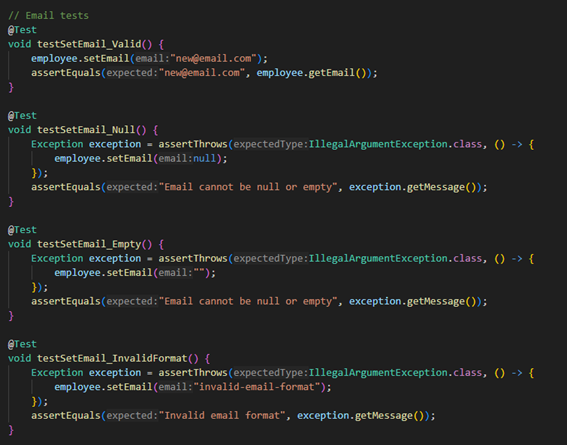 // Email tests
@Test
void testSetEmail_Valid() {
employee.setEmail(email:"new@email.com");
assertEquals(expected:"new@email.com", employee.getEmail());
}
@Test
void testSetEmail_Null() {
Exception exception = assertThrows(expectedType:IllegalArgumentException.class, () -> {
employee.setEmail(email:null);
});
assertEquals(expected:"Email cannot be null or empty", exception.getMessage());
}
@Test
void testSetEmail_Empty() {
Exception exception = assertThrows(expectedType:IllegalArgumentException.class, () -> {
employee.setEmail(email:"");
});
assertEquals(expected:"Email cannot be null or empty", exception.getMessage());
}
@Test
void testSetEmail_InvalidFormat() {
Exception exception = assertThrows(expectedType:IllegalArgumentException.class, () -> {
employee.setEmail(email:"invalid-email-format");
});
assertEquals(expected:"Invalid email format", exception.getMessage());
}